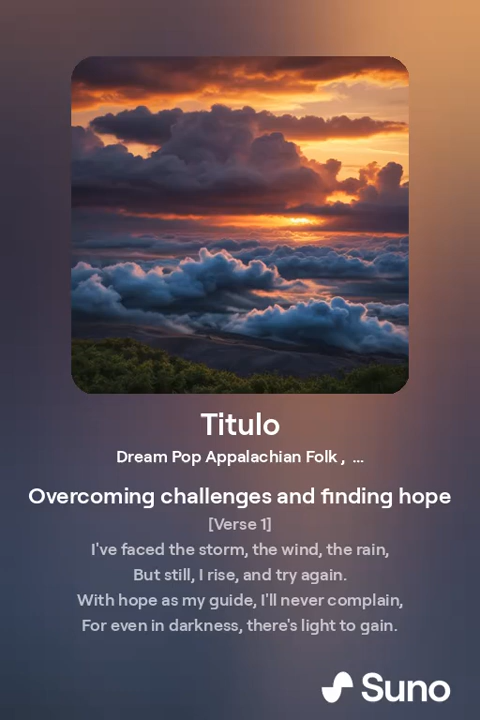 Titulo
Dream Pop Appalachian Folk , ...
Overcoming challenges and finding hope
[Verse 1]
I've faced the storm, the wind, the rain,
But still, I rise, and try again.
With hope as my guide, I'll never complain,
For even in darkness, there's light to gain.
Suno